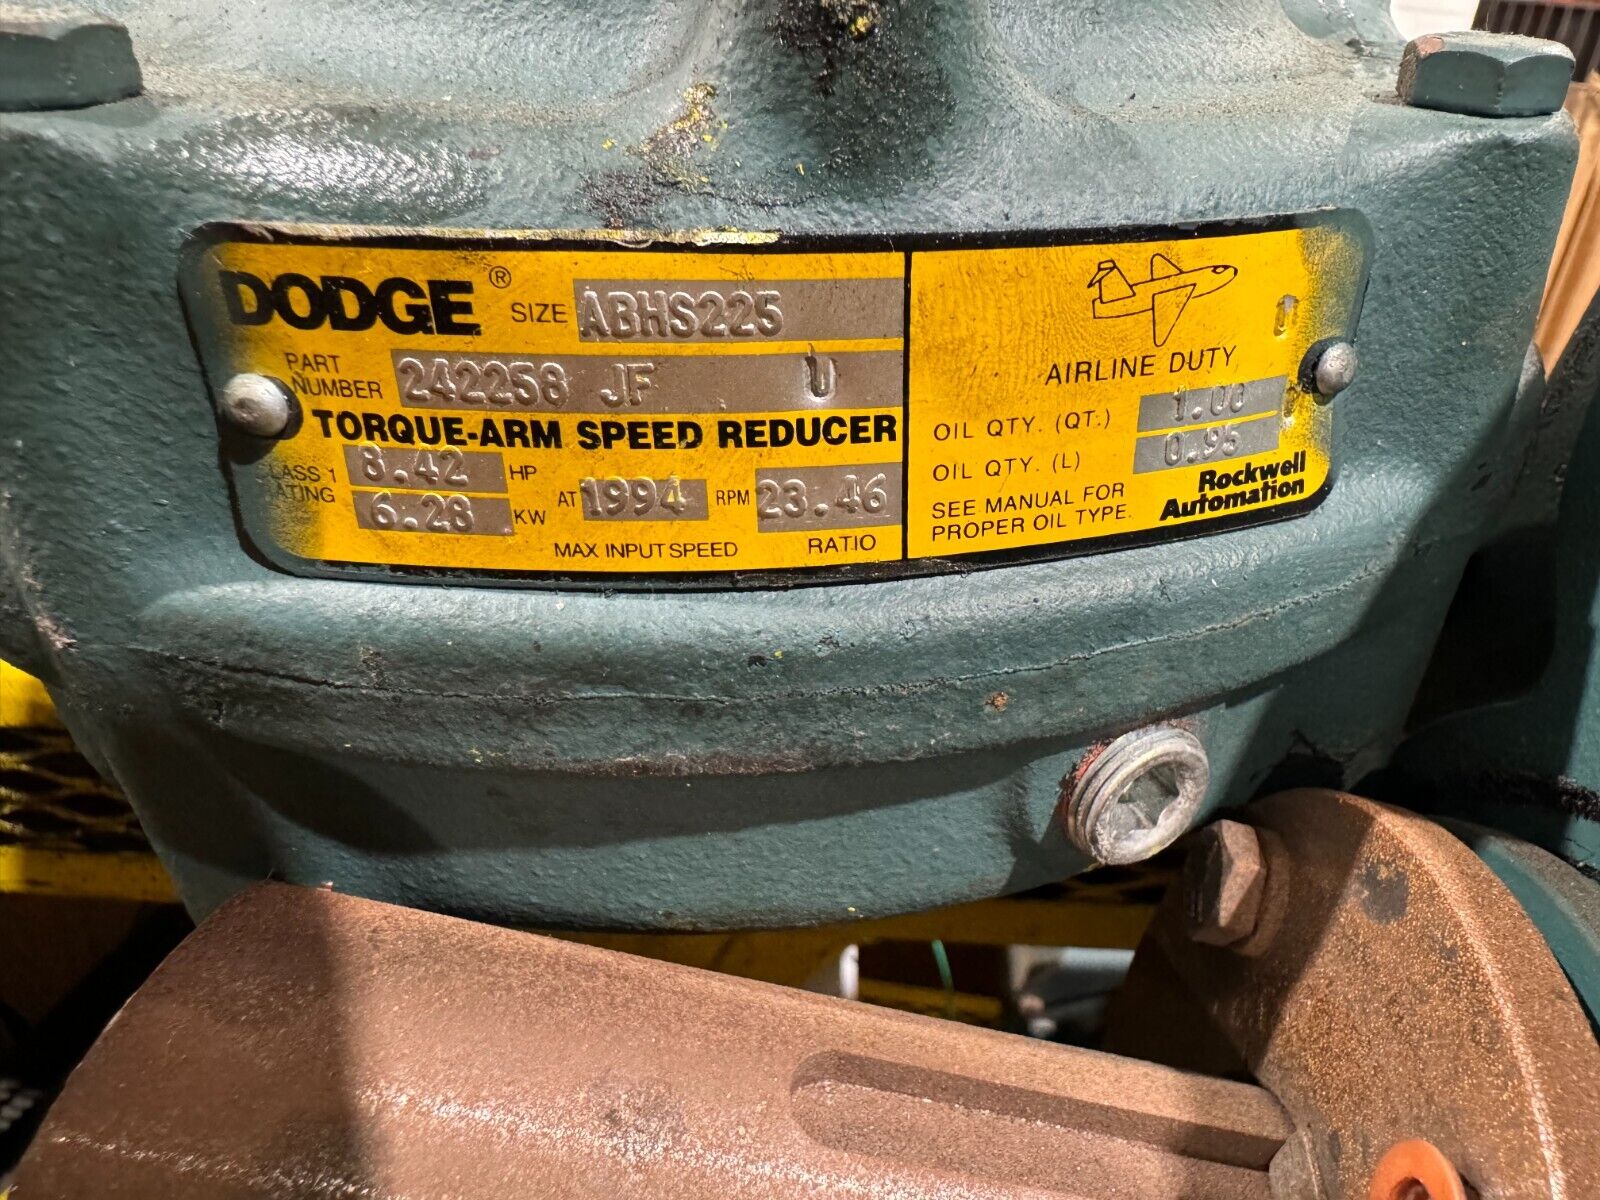 DODGE® SIZE ABHS225
PART NUMBER 242258 JF U
TORQUE-ARM SPEED REDUCER
CLASS 1 RATING 8.42 HP
6.28 KW AT 1994 RPM 23.46
MAX INPUT SPEED RATIO
AIRLINE DUTY
OIL QTY. (QT.) 1.00
OIL QTY. (L) 0.95
SEE MANUAL FOR
PROPER OIL TYPE.
Rockwell
Automation